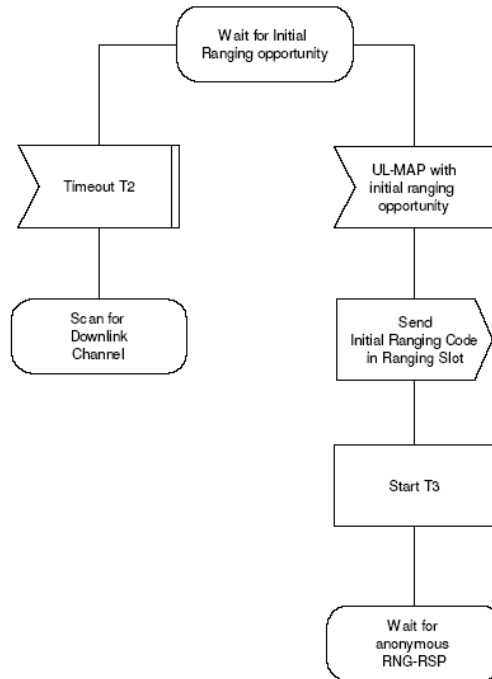 Wait for Initial
Ranging opportunity
Timeout T2
UL-MAP with
initial ranging
opportunity
Scan for
Downlink
Channel
Send
Initial Ranging Code
in Ranging Slot
Start T3
Wait for
anonymous
RNG-RSP